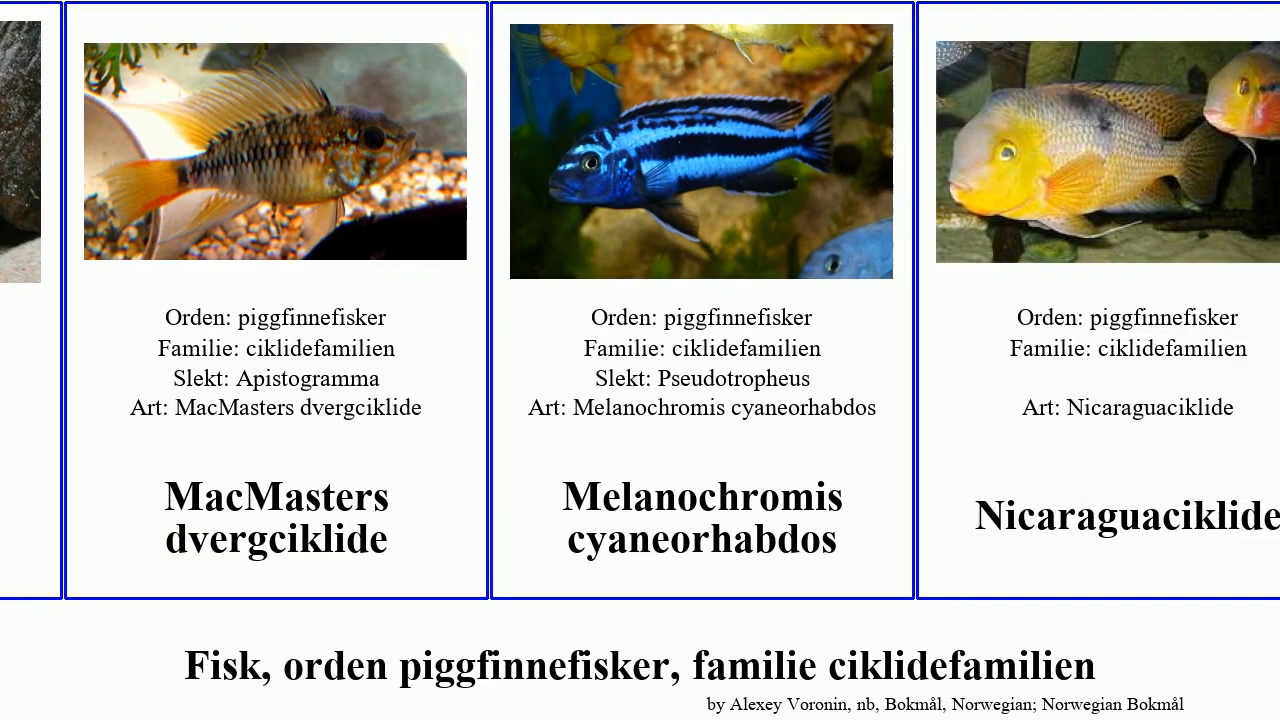 Orden: piggfinnefisker
Familie: ciklidefamilien
Slekt: Apistogramma
Art: MacMasters dvergciklide
MacMasters
dvergciklide
Orden: piggfinnefisker
Familie: ciklidefamilien
Slekt: Pseudotropheus
Art: Melanochromis cyaneorhabdos
Melanochromis
cyaneorhabdos
Orden: piggfinnefisker
Familie: ciklidefamilien
Art: Nicaraguaciklide
Nicaraguaciklide
Fisk, orden piggfinnefisker, familie ciklidefamilien
by Alexey Voronin, nb, Bokmål, Norwegian; Norwegian Bokmål